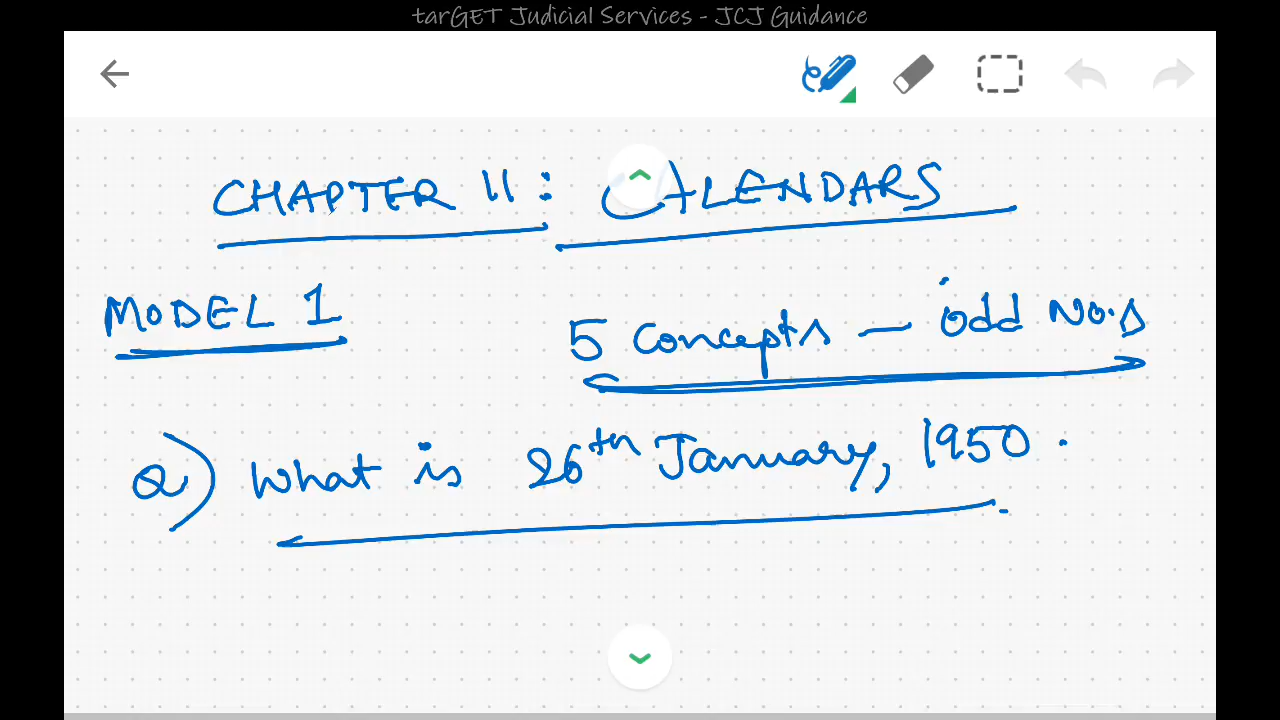 tarGET Judicial Services - JCJ Guidance
CHAPTER 11: CALENDARS
MODEL 1
5 Concepts — odd No.s
Q) What is 26th January, 1950.